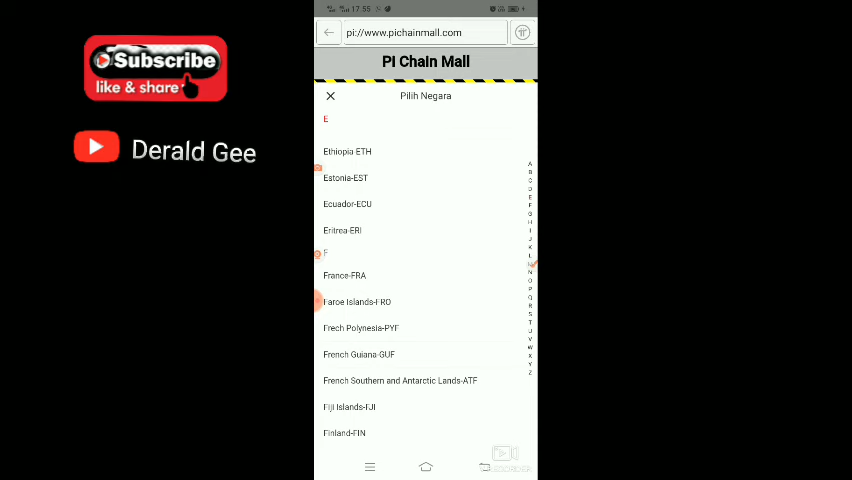 17:55
pi://www.pichainmall.com
PI Chain Mall
Pilih Negara
Subscribe
like & share
Derald Gee
E
Ethiopia ETH
Estonia-EST
Ecuador-ECU
Eritrea-ERI
F
France-FRA
Faroe Islands-FRO
Frech Polynesia-PYF
French Guiana-GUF
French Southern and Antarctic Lands-ATF
Fiji Islands-FJI
Finland-FIN
A
B
C
D
E
F
G
H
I
J
K
L
N
O
P
Q
R
S
T
U
V
W
X
Y
Z